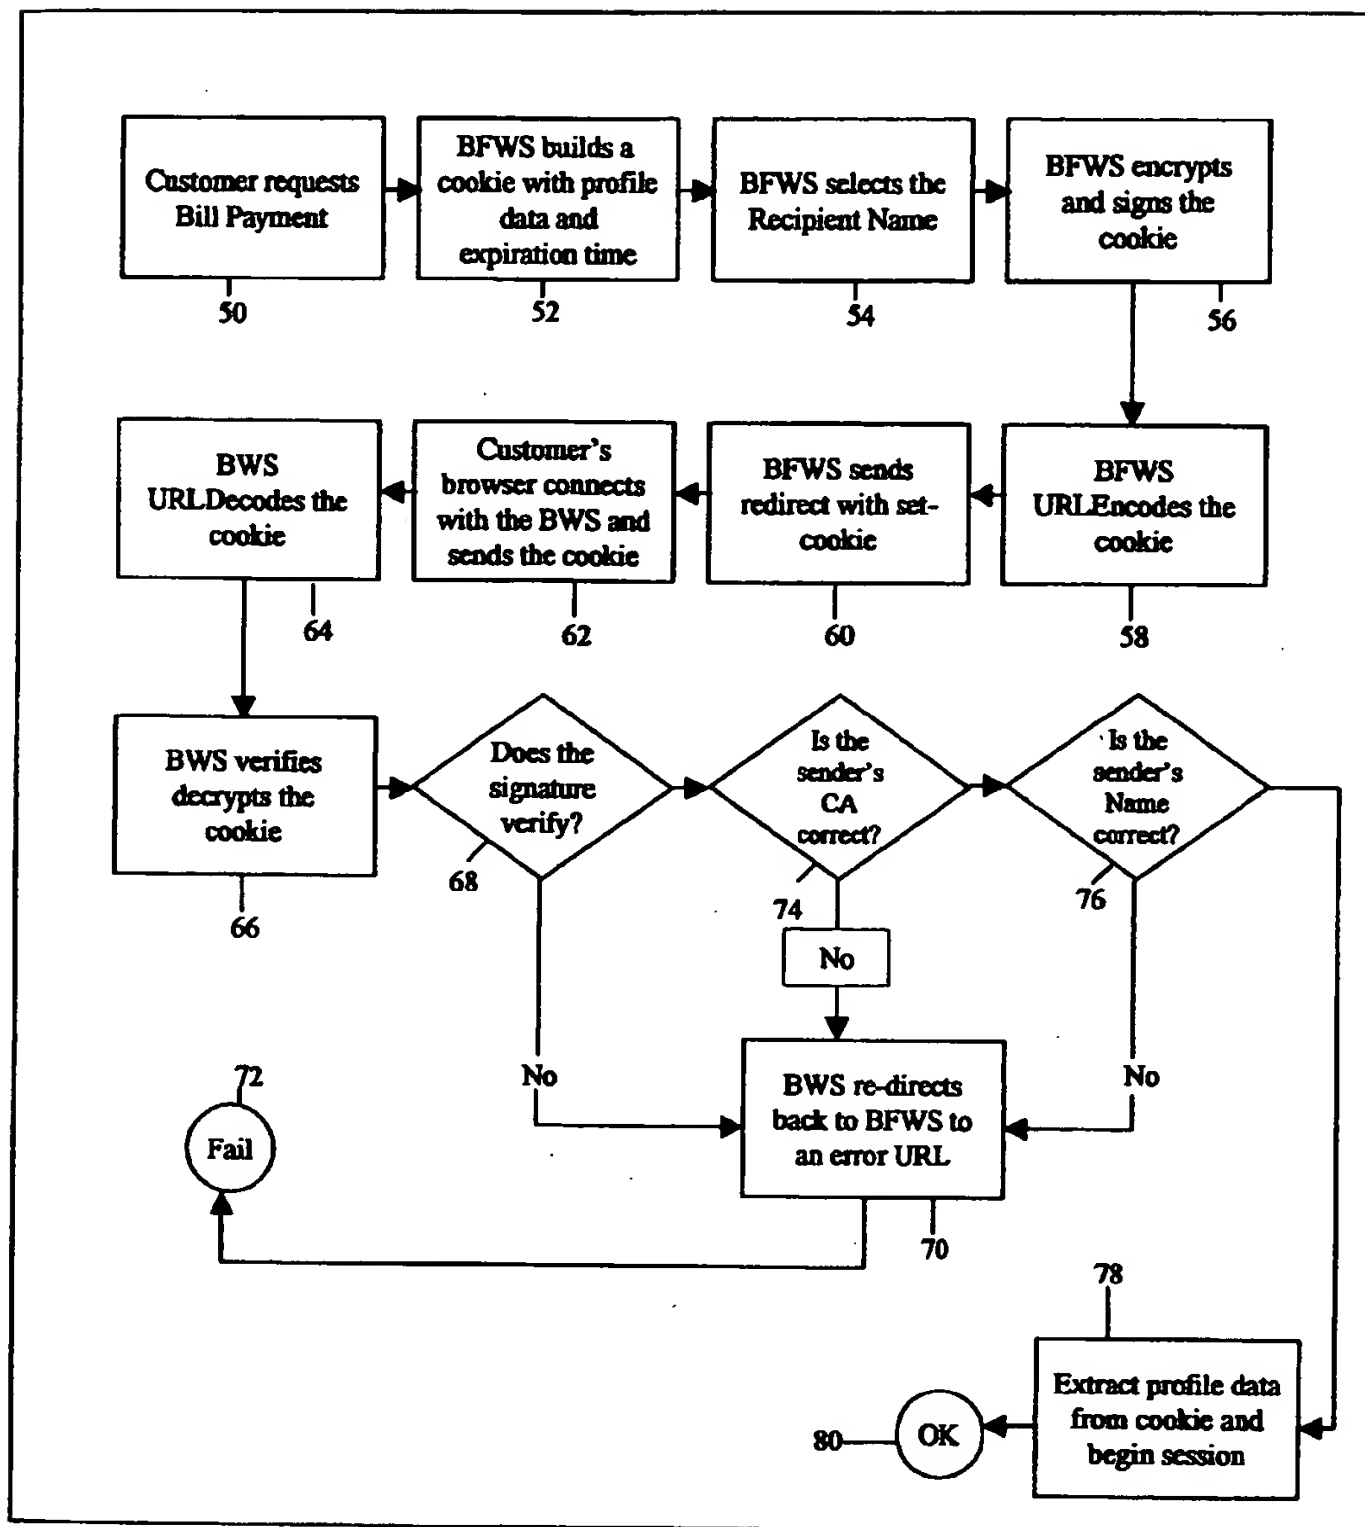 Customer requests
Bill Payment
50
BFWS builds a
cookie with profile
data and
expiration time
52
BFWS selects the
Recipient Name
54
BFWS encrypts
and signs the
cookie
56
BWS
URLDecodes the
cookie
64
Customer's
browser connects
with the BWS and
sends the cookie
62
BFWS sends
redirect with set-
cookie
60
BFWS
URLEncodes the
cookie
58
BWS verifies
decrypts the
cookie
66
Does the
signature
verify?
68
Is the
sender's
CA
correct?
74
Is the
sender's
Name
correct?
76
No
No
No
72
Fail
BWS re-directs
back to BFWS to
an error URL
70
78
Extract profile data
from cookie and
begin session
80
OK